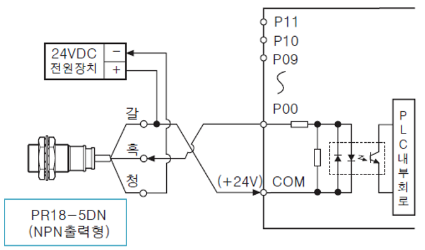 24VDC
전원장치
−
+
갈
흑
청
PR18−5DN
(NPN출력형)
P11
P10
P09
P00
(+24V)
COM
PLC내부회로